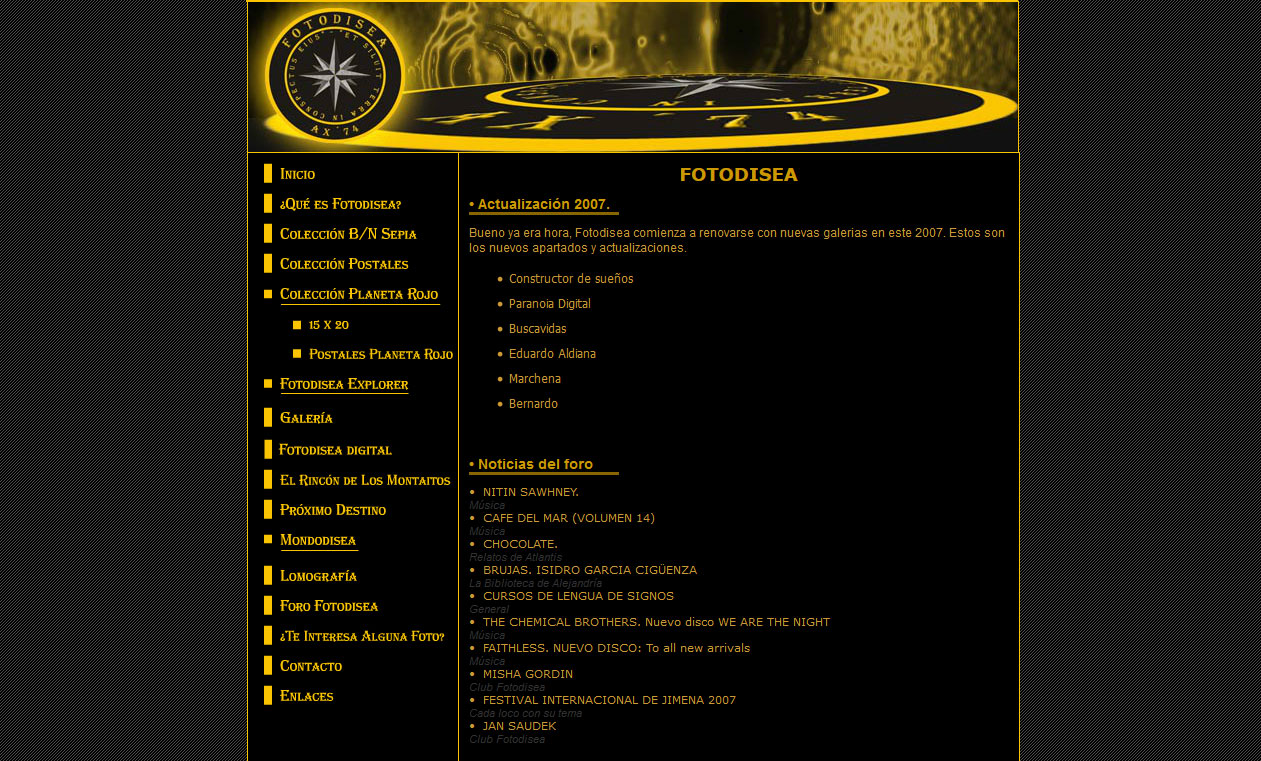 FOTODISEA
CONSPECTUS EIUS ET SILUIT TERRA IN
AX '74
INICIO
¿QUÉ ES FOTODISEA?
COLECCIÓN B/N SEPIA
COLECCIÓN POSTALES
COLECCIÓN PLANETA ROJO
15 X 20
POSTALES PLANETA ROJO
FOTODISEA EXPLORER
GALERÍA
FOTODISEA DIGITAL
EL RINCÓN DE LOS MONTAITOS
PRÓXIMO DESTINO
MONDODISEA
LOMOGRAFÍA
FORO FOTODISEA
¿TE INTERESA ALGUNA FOTO?
CONTACTO
ENLACES
FOTODISEA
• Actualización 2007.
Bueno ya era hora, Fotodisea comienza a renovarse con nuevas galerias en este 2007. Estos son
los nuevos apartados y actualizaciones.
• Constructor de sueños
• Paranoia Digital
• Buscavidas
• Eduardo Aldiana
• Marchena
• Bernardo
• Noticias del foro
• NITIN SAWHNEY.
Música
• CAFE DEL MAR (VOLUMEN 14)
Música
• CHOCOLATE.
Relatos de Atlantis
• BRUJAS. ISIDRO GARCIA CIGÜENZA
La Biblioteca de Alejandría
• CURSOS DE LENGUA DE SIGNOS
General
• THE CHEMICAL BROTHERS. Nuevo disco WE ARE THE NIGHT
Música
• FAITHLESS. NUEVO DISCO: To all new arrivals
Música
• MISHA GORDIN
Club Fotodisea
• FESTIVAL INTERNACIONAL DE JIMENA 2007
Cada loco con su tema
• JAN SAUDEK
Club Fotodisea